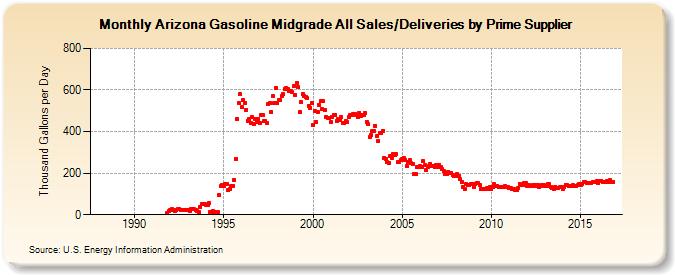 Monthly Arizona Gasoline Midgrade All Sales/Deliveries by Prime Supplier
Thousand Gallons per Day
800
600
400
200
0
1990 1995 2000 2005 2010 2015
Source: U.S. Energy Information Administration